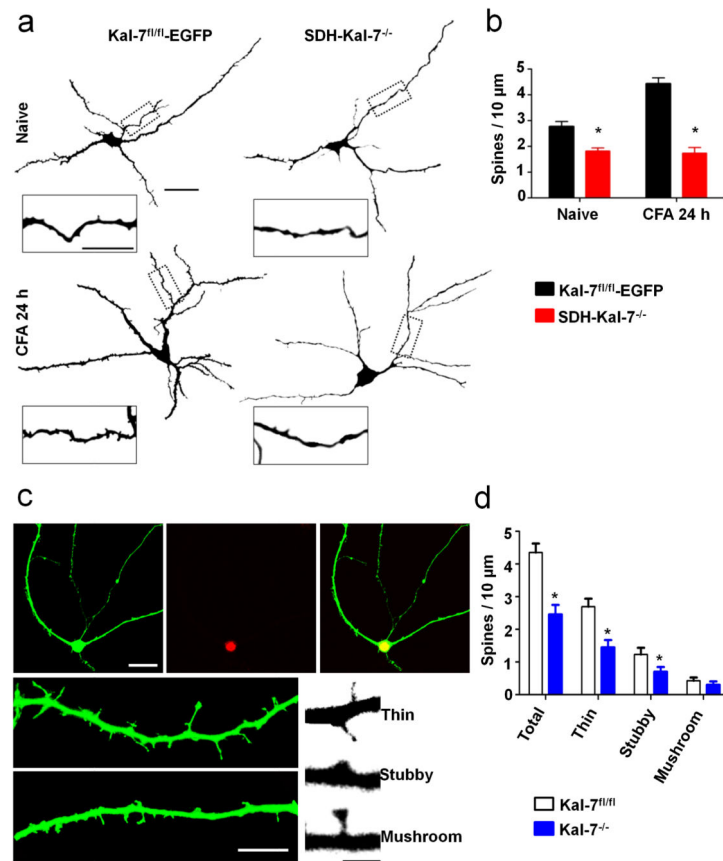 a
Kal-7fl/fl-EGFP
SDH-Kal-7-/-
Naive
CFA 24 h
b
Spines / 10 µm
5
4
3
2
1
0
*
*
Naive
CFA 24 h
Kal-7fl/fl-EGFP
SDH-Kal-7-/-
c
Thin
Stubby
Mushroom
d
Spines / 10 µm
5
4
3
2
1
0
*
*
*
Total
Thin
Stubby
Mushroom
Kal-7fl/fl
Kal-7-/-